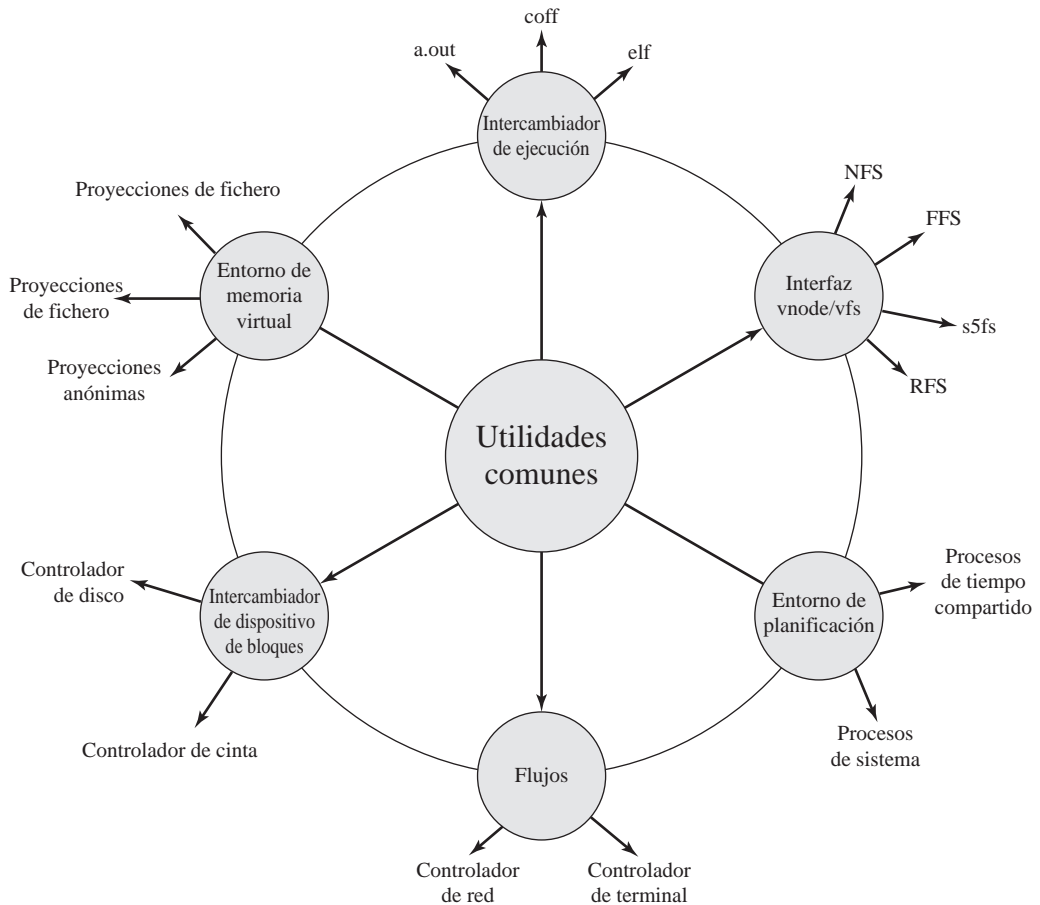 coff
a.out
elf
Intercambiador
de ejecución
Proyecciones de fichero
NFS
FFS
Entorno de
memoria
virtual
Interfaz
vnode/vfs
Proyecciones
de fichero
s5fs
Proyecciones
anónimas
RFS
Utilidades
comunes
Controlador
de disco
Intercambiador
de dispositivo
de bloques
Entorno de
planificación
Procesos
de tiempo
compartido
Controlador de cinta
Procesos
de sistema
Flujos
Controlador
de red
Controlador
de terminal